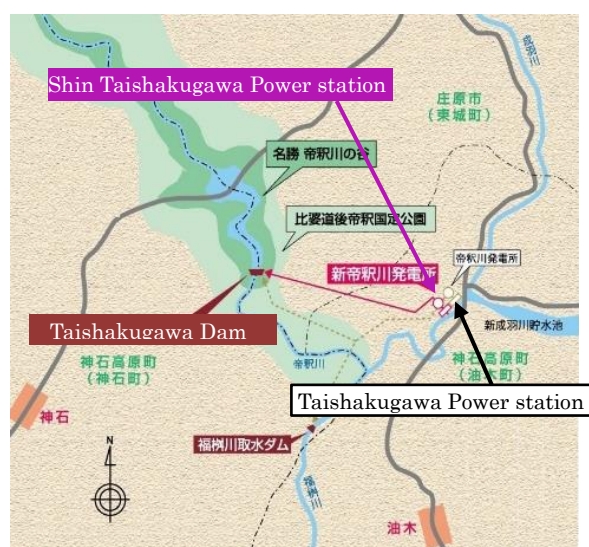 成羽川
Shin Taishakugawa Power station
庄原市
（東城町）
名勝 帝釈川の谷
比婆道後帝釈国定公園
帝釈川発電所
新帝釈川発電所
Taishakugawa Dam
新成羽川貯水池
神石高原町
（神石町）
帝釈川
神石高原町
（油木町）
Taishakugawa Power station
神石
福桝川取水ダム
N
福桝川
油木